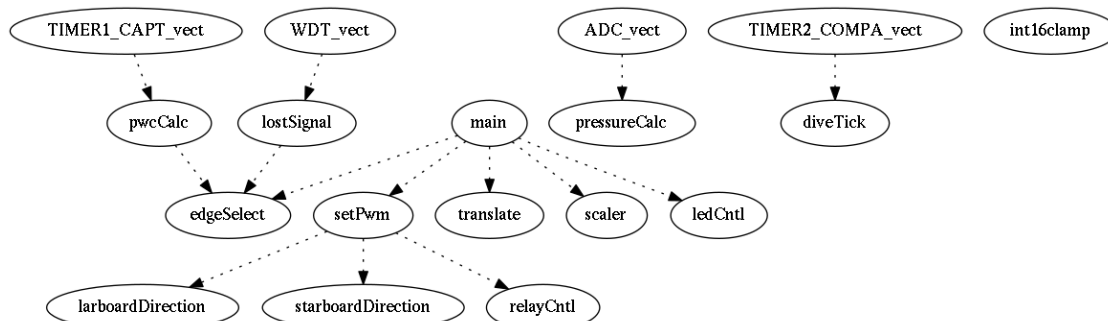 TIMER1_CAPT_vect
WDT_vect
ADC_vect
TIMER2_COMPA_vect
int16clamp
pwcCalc
lostSignal
main
pressureCalc
diveTick
edgeSelect
setPwm
translate
scaler
ledCntl
larboardDirection
starboardDirection
relayCntl